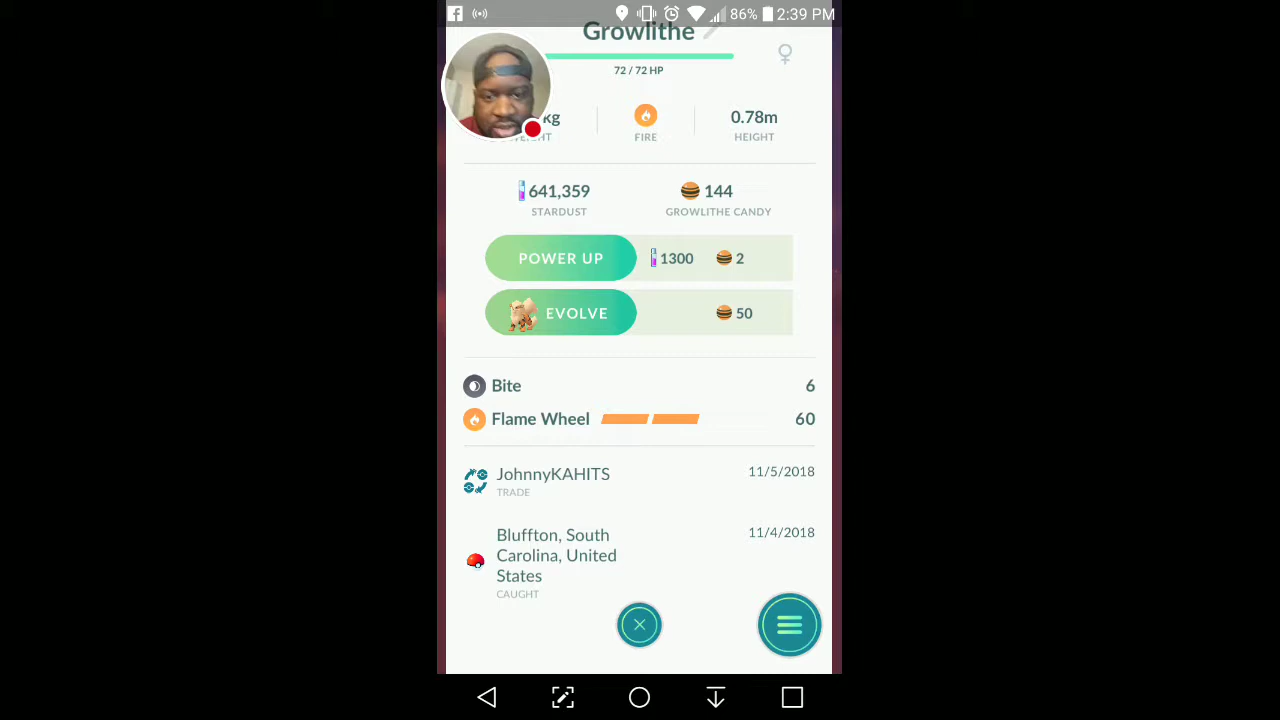 86% 2:39 PM
Growlithe
72 / 72 HP
kg
FIRE
0.78m
HEIGHT
641,359
STARDUST
144
GROWLITHE CANDY
POWER UP 1300 2
EVOLVE 50
Bite 6
Flame Wheel 60
JohnnyKAHITS 11/5/2018
TRADE
Bluffton, South 11/4/2018
Carolina, United
States
CAUGHT